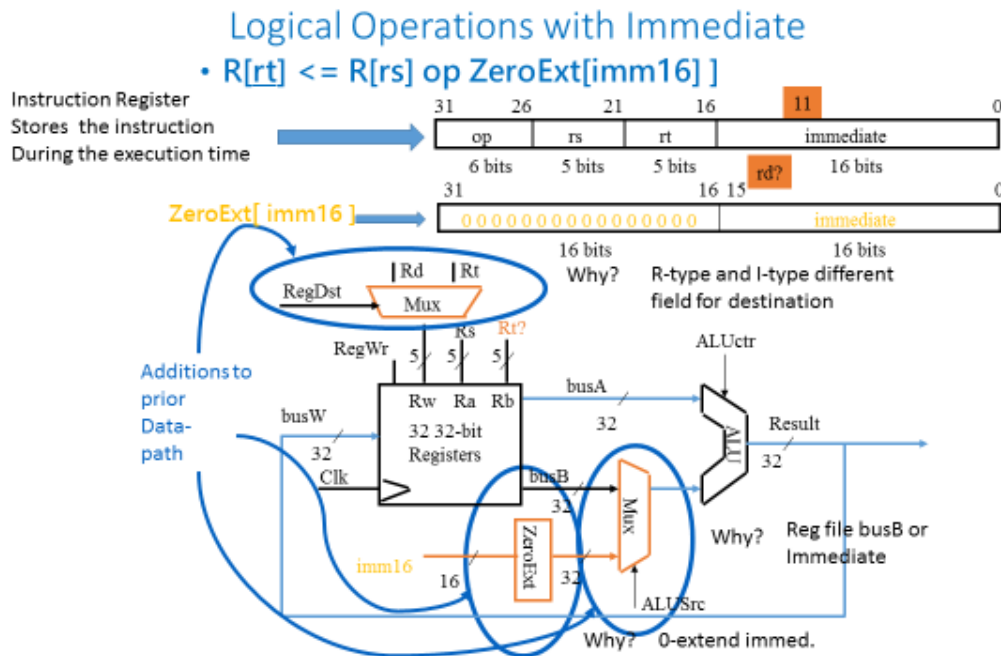 Logical Operations with Immediate
• R[rt] <= R[rs] op ZeroExt[imm16] ]
Instruction Register
Stores the instruction
During the execution time
31 26 21 16 11 0
op rs rt immediate
6 bits 5 bits 5 bits rd? 16 bits
31 16 15 0
ZeroExt[ imm16 ]
0 0 0 0 0 0 0 0 0 0 0 0 0 0 0 0 immediate
16 bits 16 bits
Why? R-type and I-type different
field for destination
Rd Rt
RegDst
Mux
Rs Rt?
RegWr 5 5 5
ALUctr
Additions to
prior
Data-
path
busW
32
Rw Ra Rb
32 32-bit
Registers
Clk
busA
32
busB
32
Mux
ALU
Result
32
Why? Reg file busB or
Immediate
imm16
16
ZeroExt
32
ALUSrc
Why? 0-extend immed.